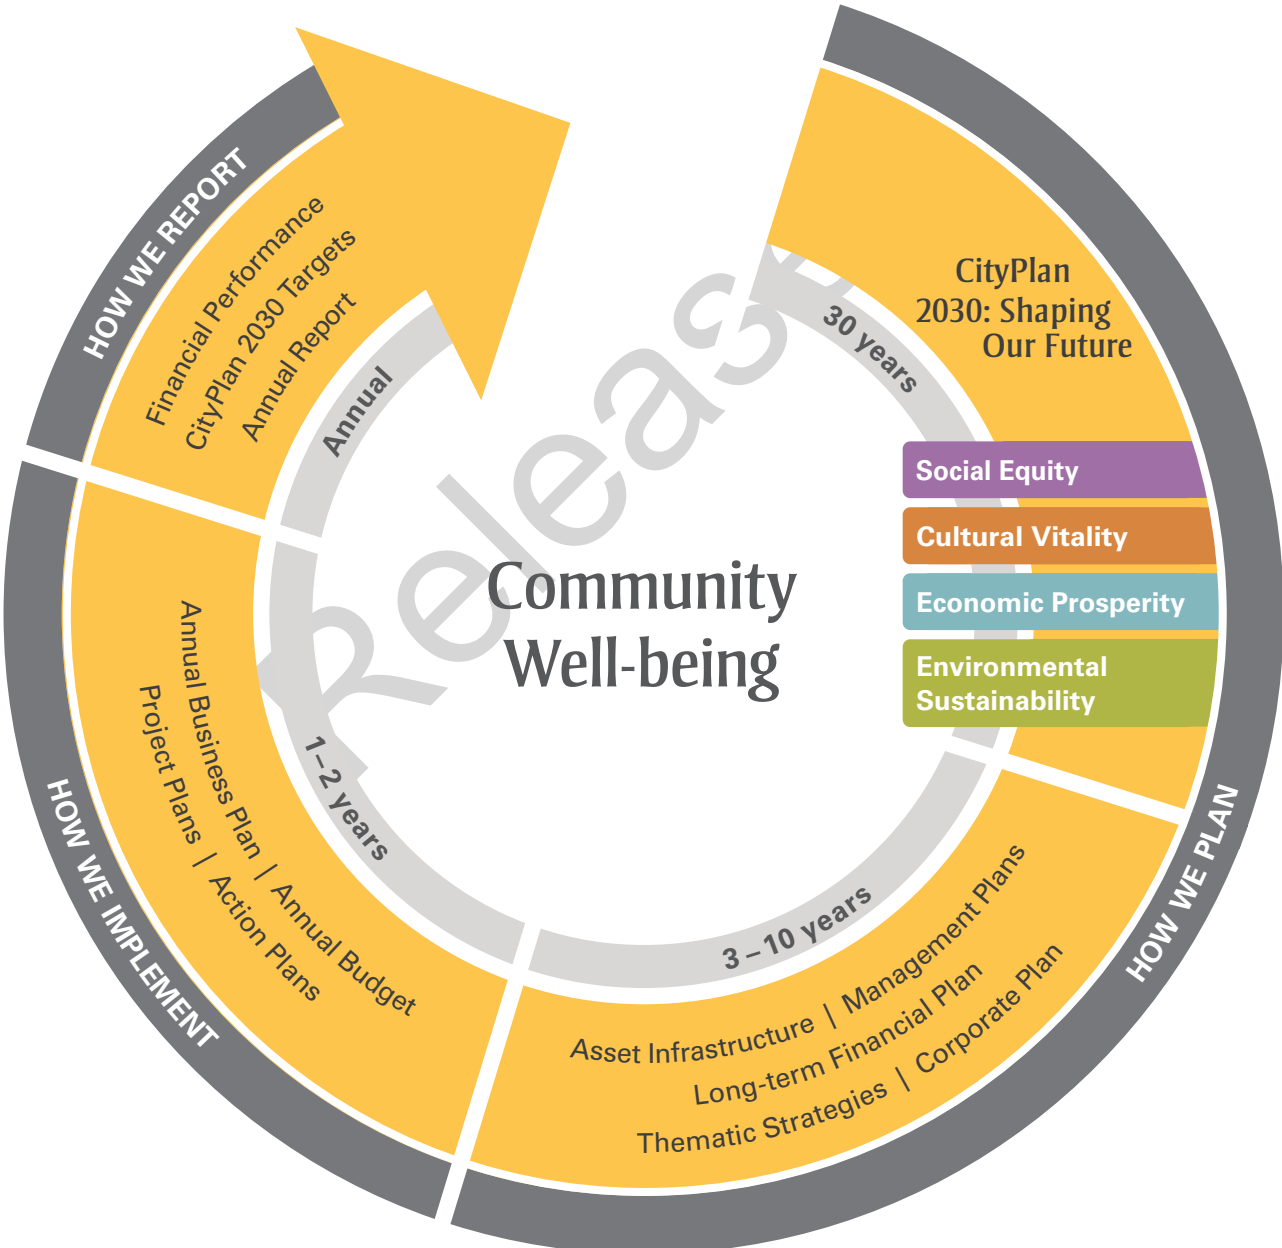 CityPlan
2030: Shaping
Our Future
30 years
Social Equity
Cultural Vitality
Economic Prosperity
Environmental
Sustainability
HOW WE PLAN
3 – 10 years
Asset Infrastructure | Management Plans
Long-term Financial Plan
Thematic Strategies | Corporate Plan
HOW WE IMPLEMENT
1 – 2 years
Annual Business Plan | Annual Budget
Project Plans | Action Plans
HOW WE REPORT
Annual
Financial Performance
CityPlan 2030 Targets
Annual Report
Community
Well-being